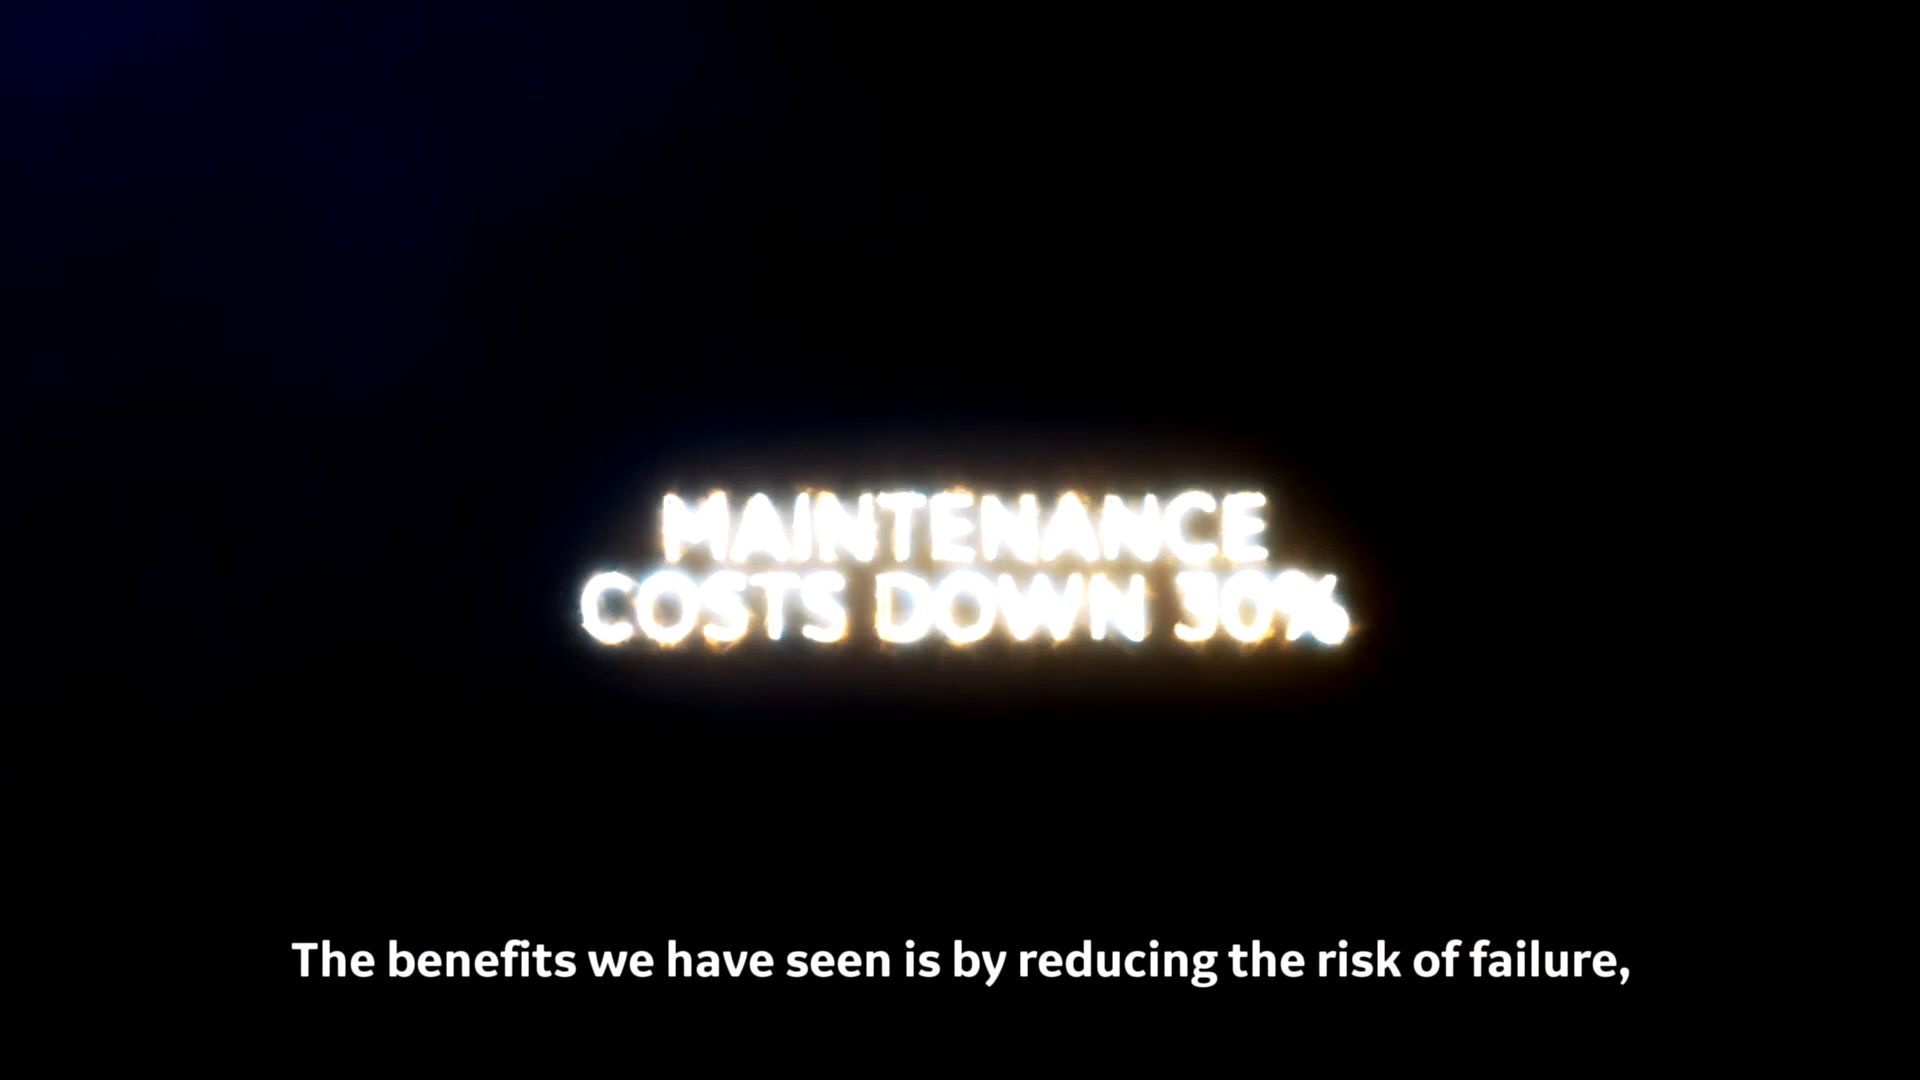 MAINTENANCE
COSTS DOWN 30%
The benefits we have seen is by reducing the risk of failure,